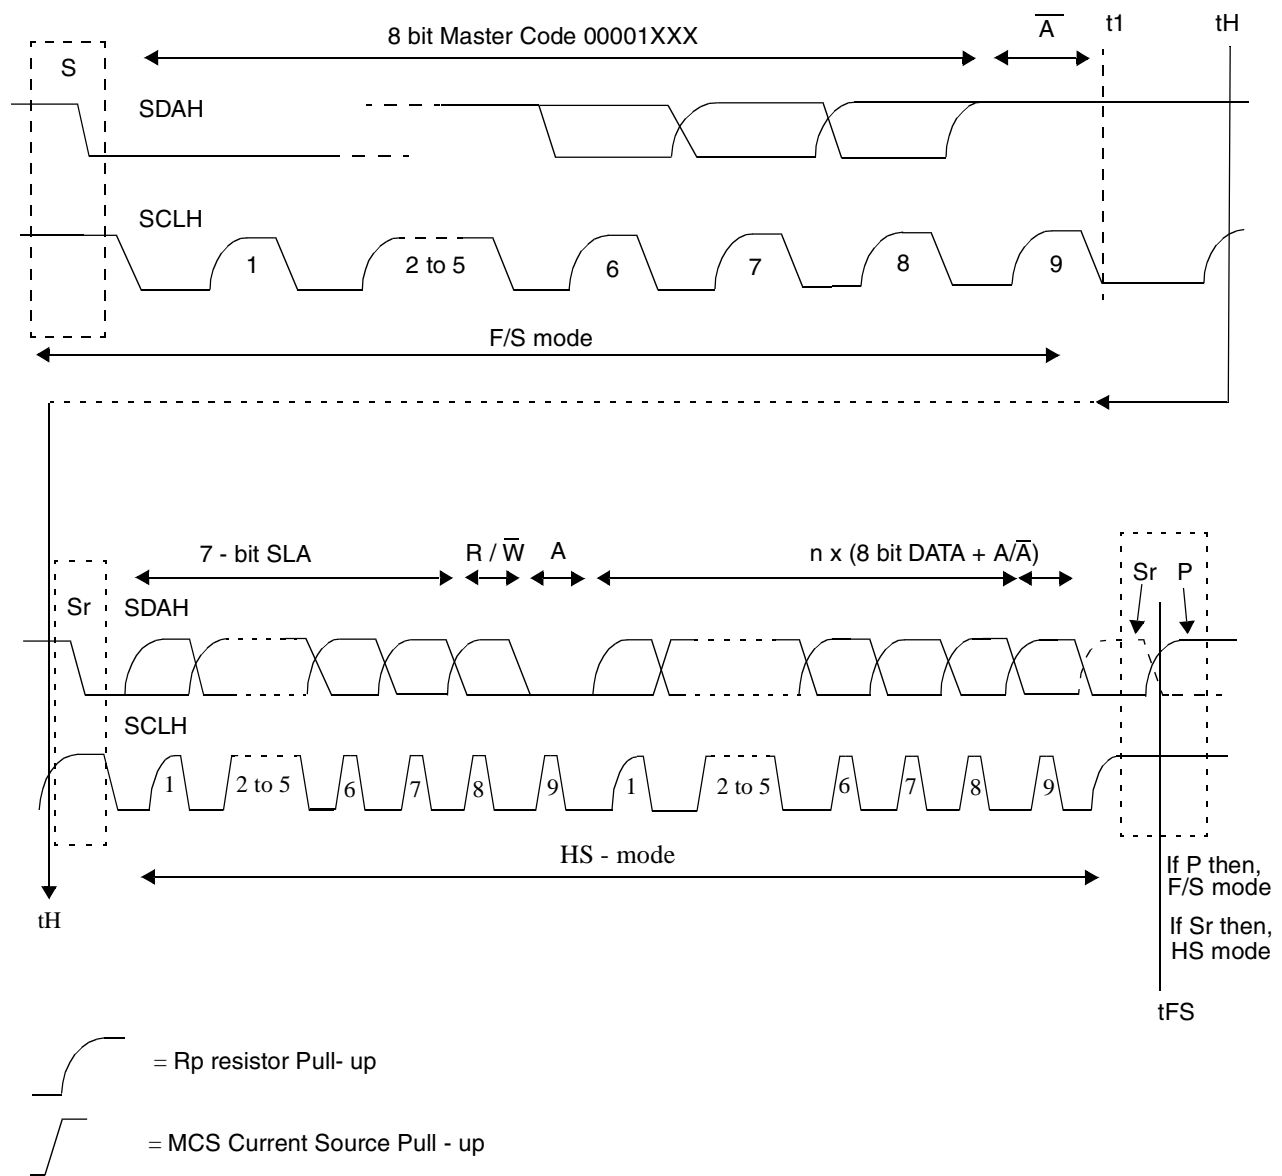 8 bit Master Code 00001XXX
A̅
t1
tH
S
SDAH
SCLH
1
2 to 5
6
7
8
9
F/S mode
7 - bit SLA
R / W̅
A
n x (8 bit DATA + A/A̅)
Sr
P
Sr
SDAH
SCLH
1
2 to 5
6
7
8
9
1
2 to 5
6
7
8
9
HS - mode
If P then,
F/S mode
If Sr then,
HS mode
tH
tFS
= Rp resistor Pull- up
= MCS Current Source Pull - up